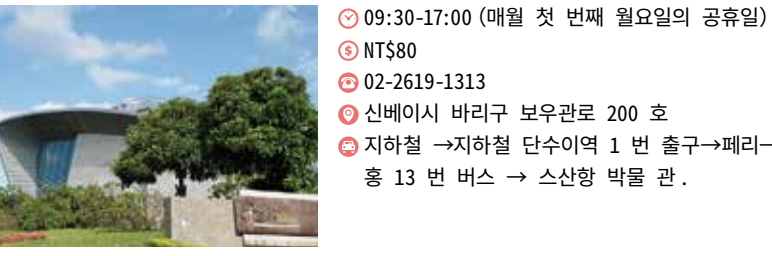 09:30-17:00 (매월 첫 번째 월요일의 공휴일)
NT$80
02-2619-1313
신베이시 바리구 보우관로 200 호
지하철 →지하철 단수이역 1 번 출구→페리—
홍 13 번 버스 → 스산항 박물 관 .